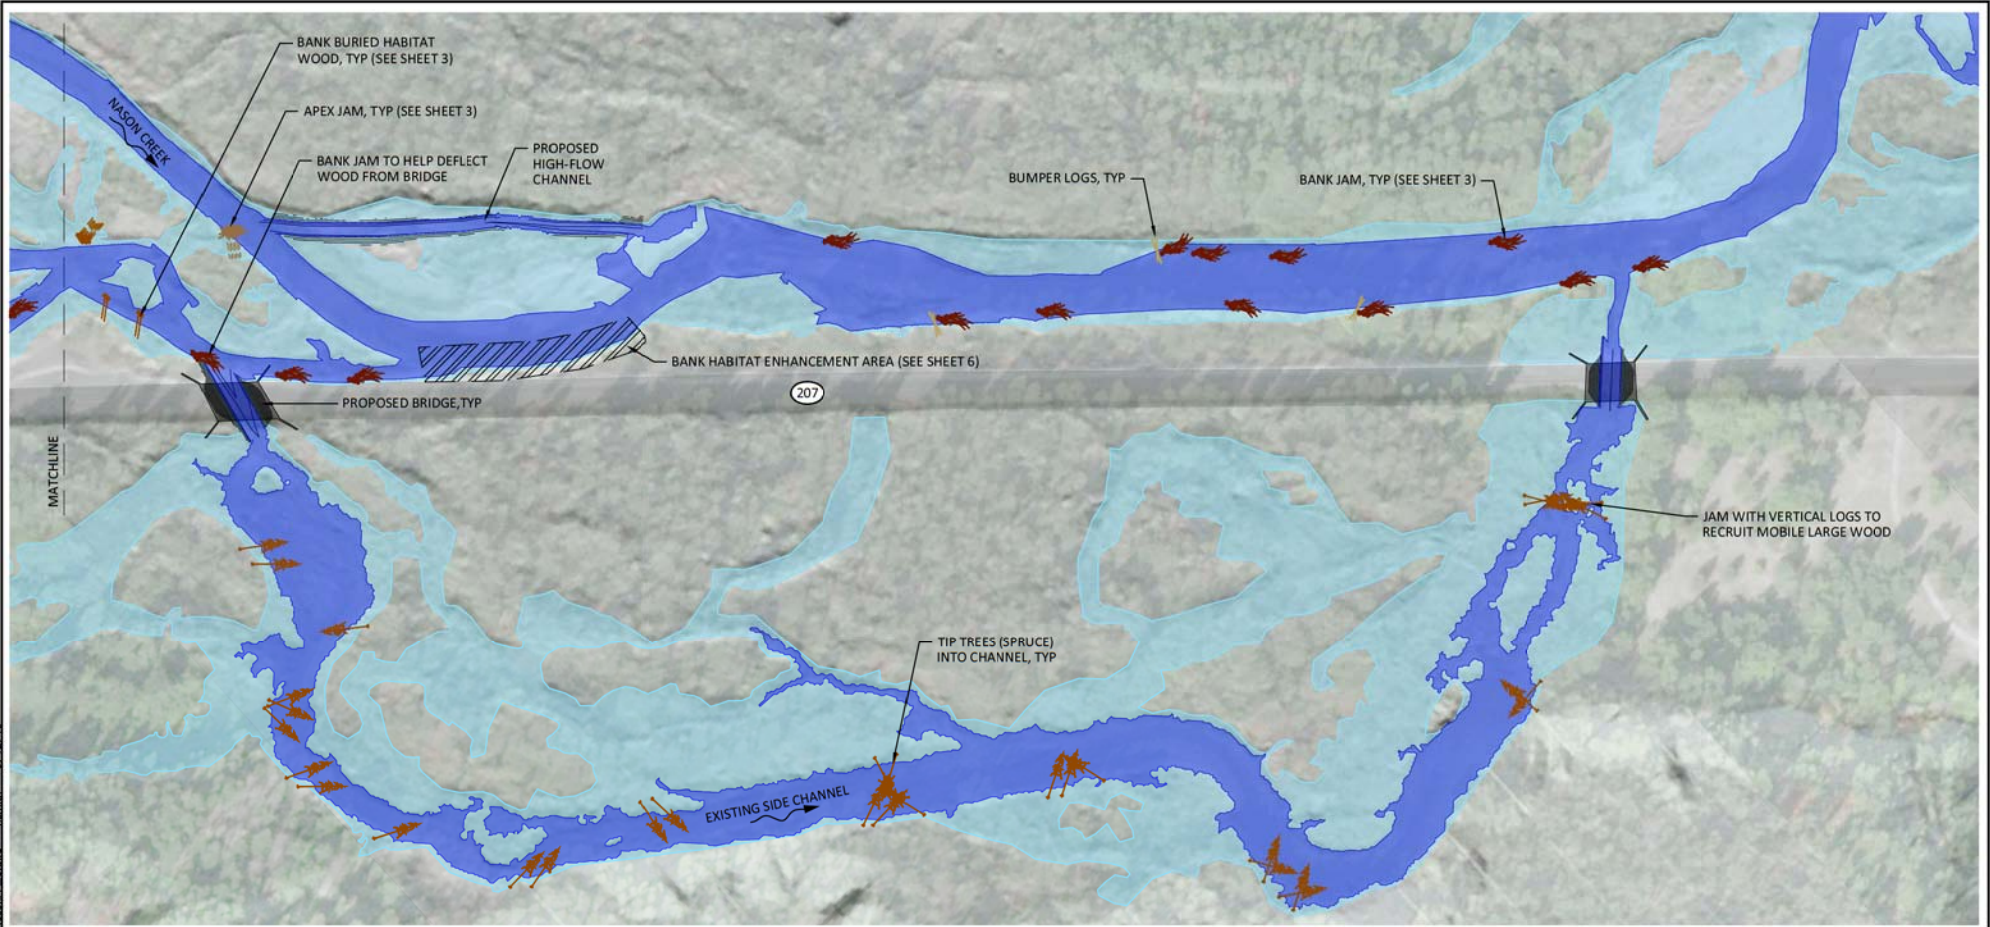 BANK BURIED HABITAT
WOOD, TYP (SEE SHEET 3)
APEX JAM, TYP (SEE SHEET 3)
NASON CREEK
BANK JAM TO HELP DEFLECT
WOOD FROM BRIDGE
PROPOSED
HIGH-FLOW
CHANNEL
BUMPER LOGS, TYP
BANK JAM, TYP (SEE SHEET 3)
BANK HABITAT ENHANCEMENT AREA (SEE SHEET 6)
207
PROPOSED BRIDGE,TYP
MATCHLINE
JAM WITH VERTICAL LOGS TO
RECRUIT MOBILE LARGE WOOD
TIP TREES (SPRUCE)
INTO CHANNEL, TYP
EXISTING SIDE CHANNEL